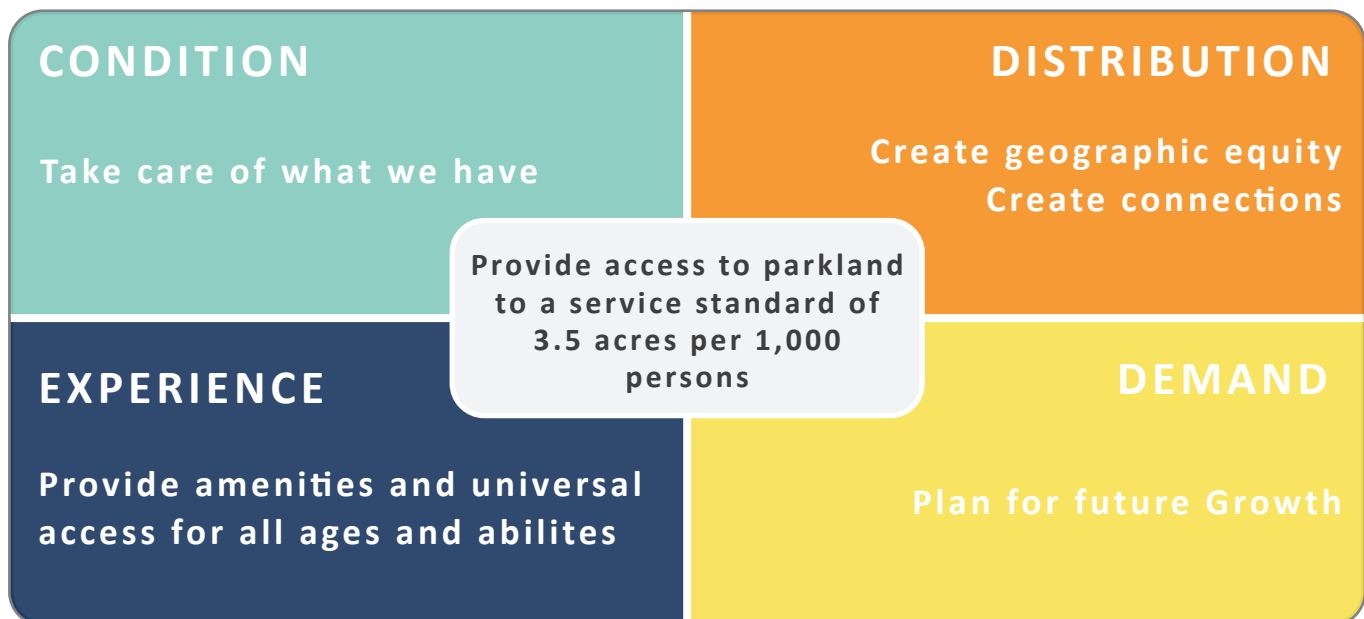 CONDITION
Take care of what we have
DISTRIBUTION
Create geographic equity
Create connections
Provide access to parkland
to a service standard of
3.5 acres per 1,000
persons
EXPERIENCE
Provide amenities and universal
access for all ages and abilites
DEMAND
Plan for future Growth